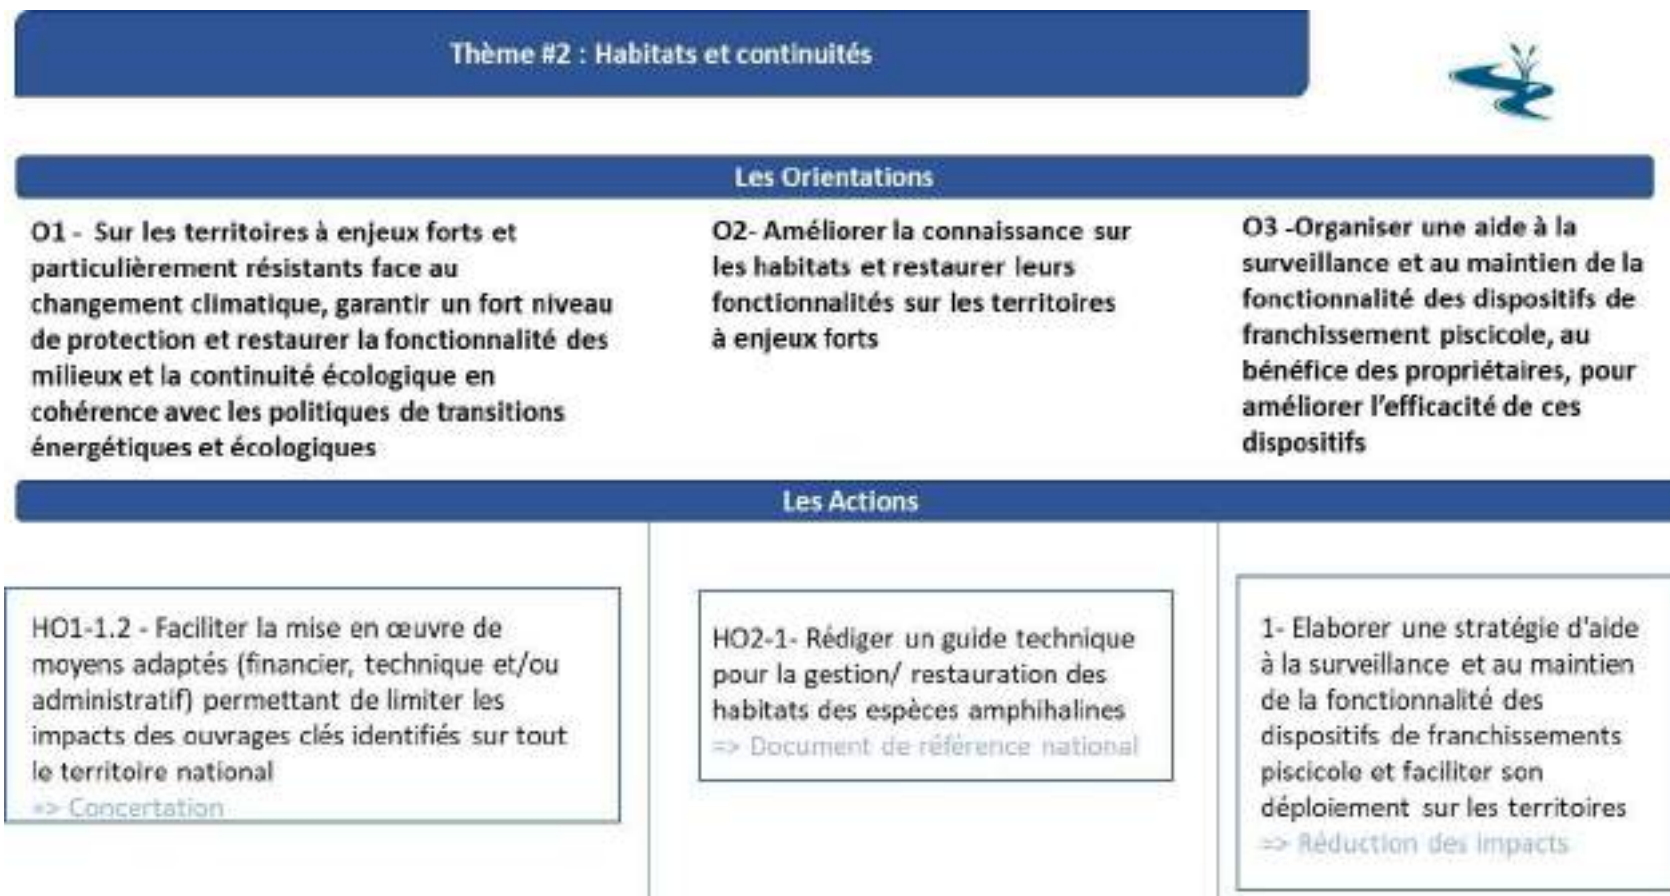 Thème #2 : Habitats et continuités
Les Orientations
O1 - Sur les territoires à enjeux forts et
particulièrement résistants face au
changement climatique, garantir un fort niveau
de protection et restaurer la fonctionnalité des
milieux et la continuité écologique en
cohérence avec les politiques de transitions
énergétiques et écologiques
O2- Améliorer la connaissance sur
les habitats et restaurer leurs
fonctionnalités sur les territoires
à enjeux forts
O3 -Organiser une aide à la
surveillance et au maintien de la
fonctionnalité des dispositifs de
franchissement piscicole, au
bénéfice des propriétaires, pour
améliorer l'efficacité de ces
dispositifs
Les Actions
HO1-1.2 - Faciliter la mise en œuvre de
moyens adaptés (financier, technique et/ou
administratif) permettant de limiter les
impacts des ouvrages clés identifiés sur tout
le territoire national
=> Concertation
HO2-1- Rédiger un guide technique
pour la gestion/ restauration des
habitats des espèces amphihalines
=> Document de référence national
1- Elaborer une stratégie d'aide
à la surveillance et au maintien
de la fonctionnalité des
dispositifs de franchissements
piscicole et faciliter son
déploiement sur les territoires
=> Réduction des impacts